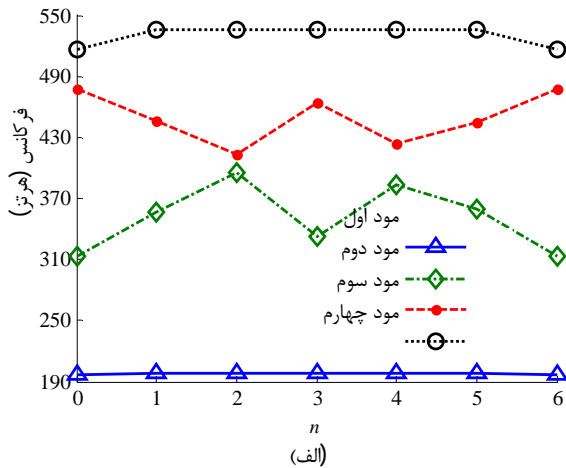 550
490
430
370
310
250
190
فرکانس (هرتز)
مود اول
مود دوم
مود سوم
مود چهارم
0 1 2 3 4 5 6
n
(الف)